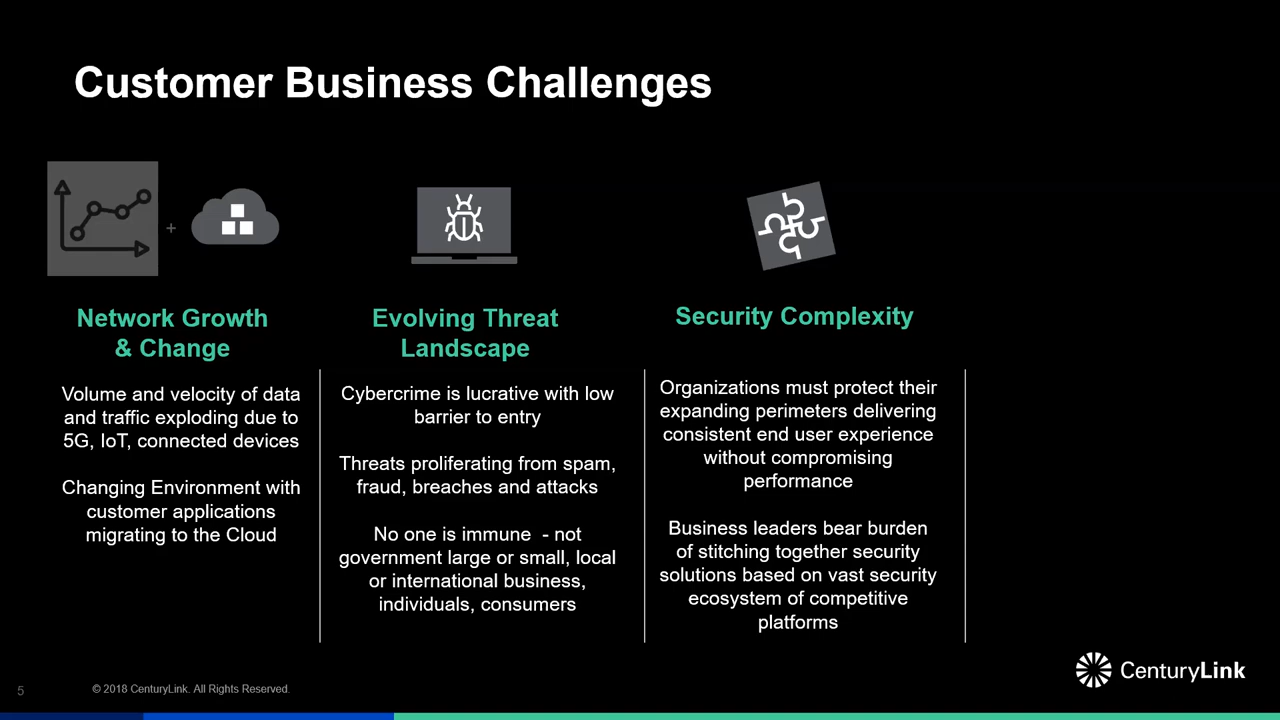 Customer Business Challenges
+
Network Growth
& Change
Volume and velocity of data
and traffic exploding due to
5G, IoT, connected devices
Changing Environment with
customer applications
migrating to the Cloud
Evolving Threat
Landscape
Cybercrime is lucrative with low
barrier to entry
Threats proliferating from spam,
fraud, breaches and attacks
No one is immune  - not
government large or small, local
or international business,
individuals, consumers
Security Complexity
Organizations must protect their
expanding perimeters delivering
consistent end user experience
without compromising
performance
Business leaders bear burden
of stitching together security
solutions based on vast security
ecosystem of competitive
platforms
5
© 2018 CenturyLink. All Rights Reserved.
CenturyLink